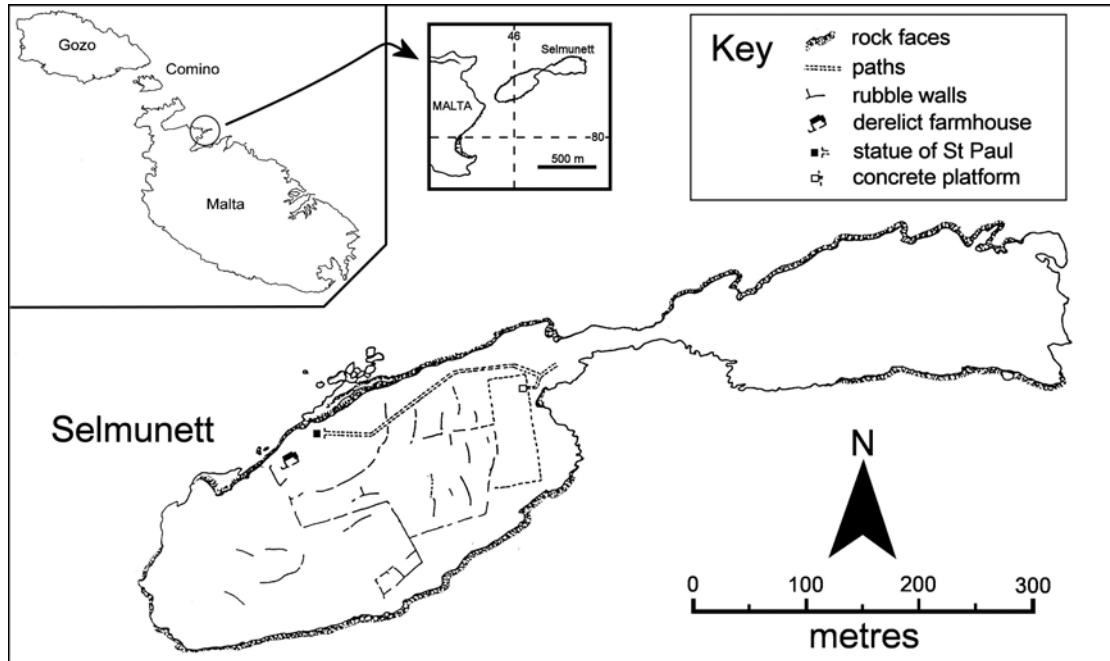 Gozo
Comino
Malta
46
Selmunett
MALTA
80
500 m
Key
rock faces
paths
rubble walls
derelict farmhouse
statue of St Paul
concrete platform
Selmunett
N
0 100 200 300
metres